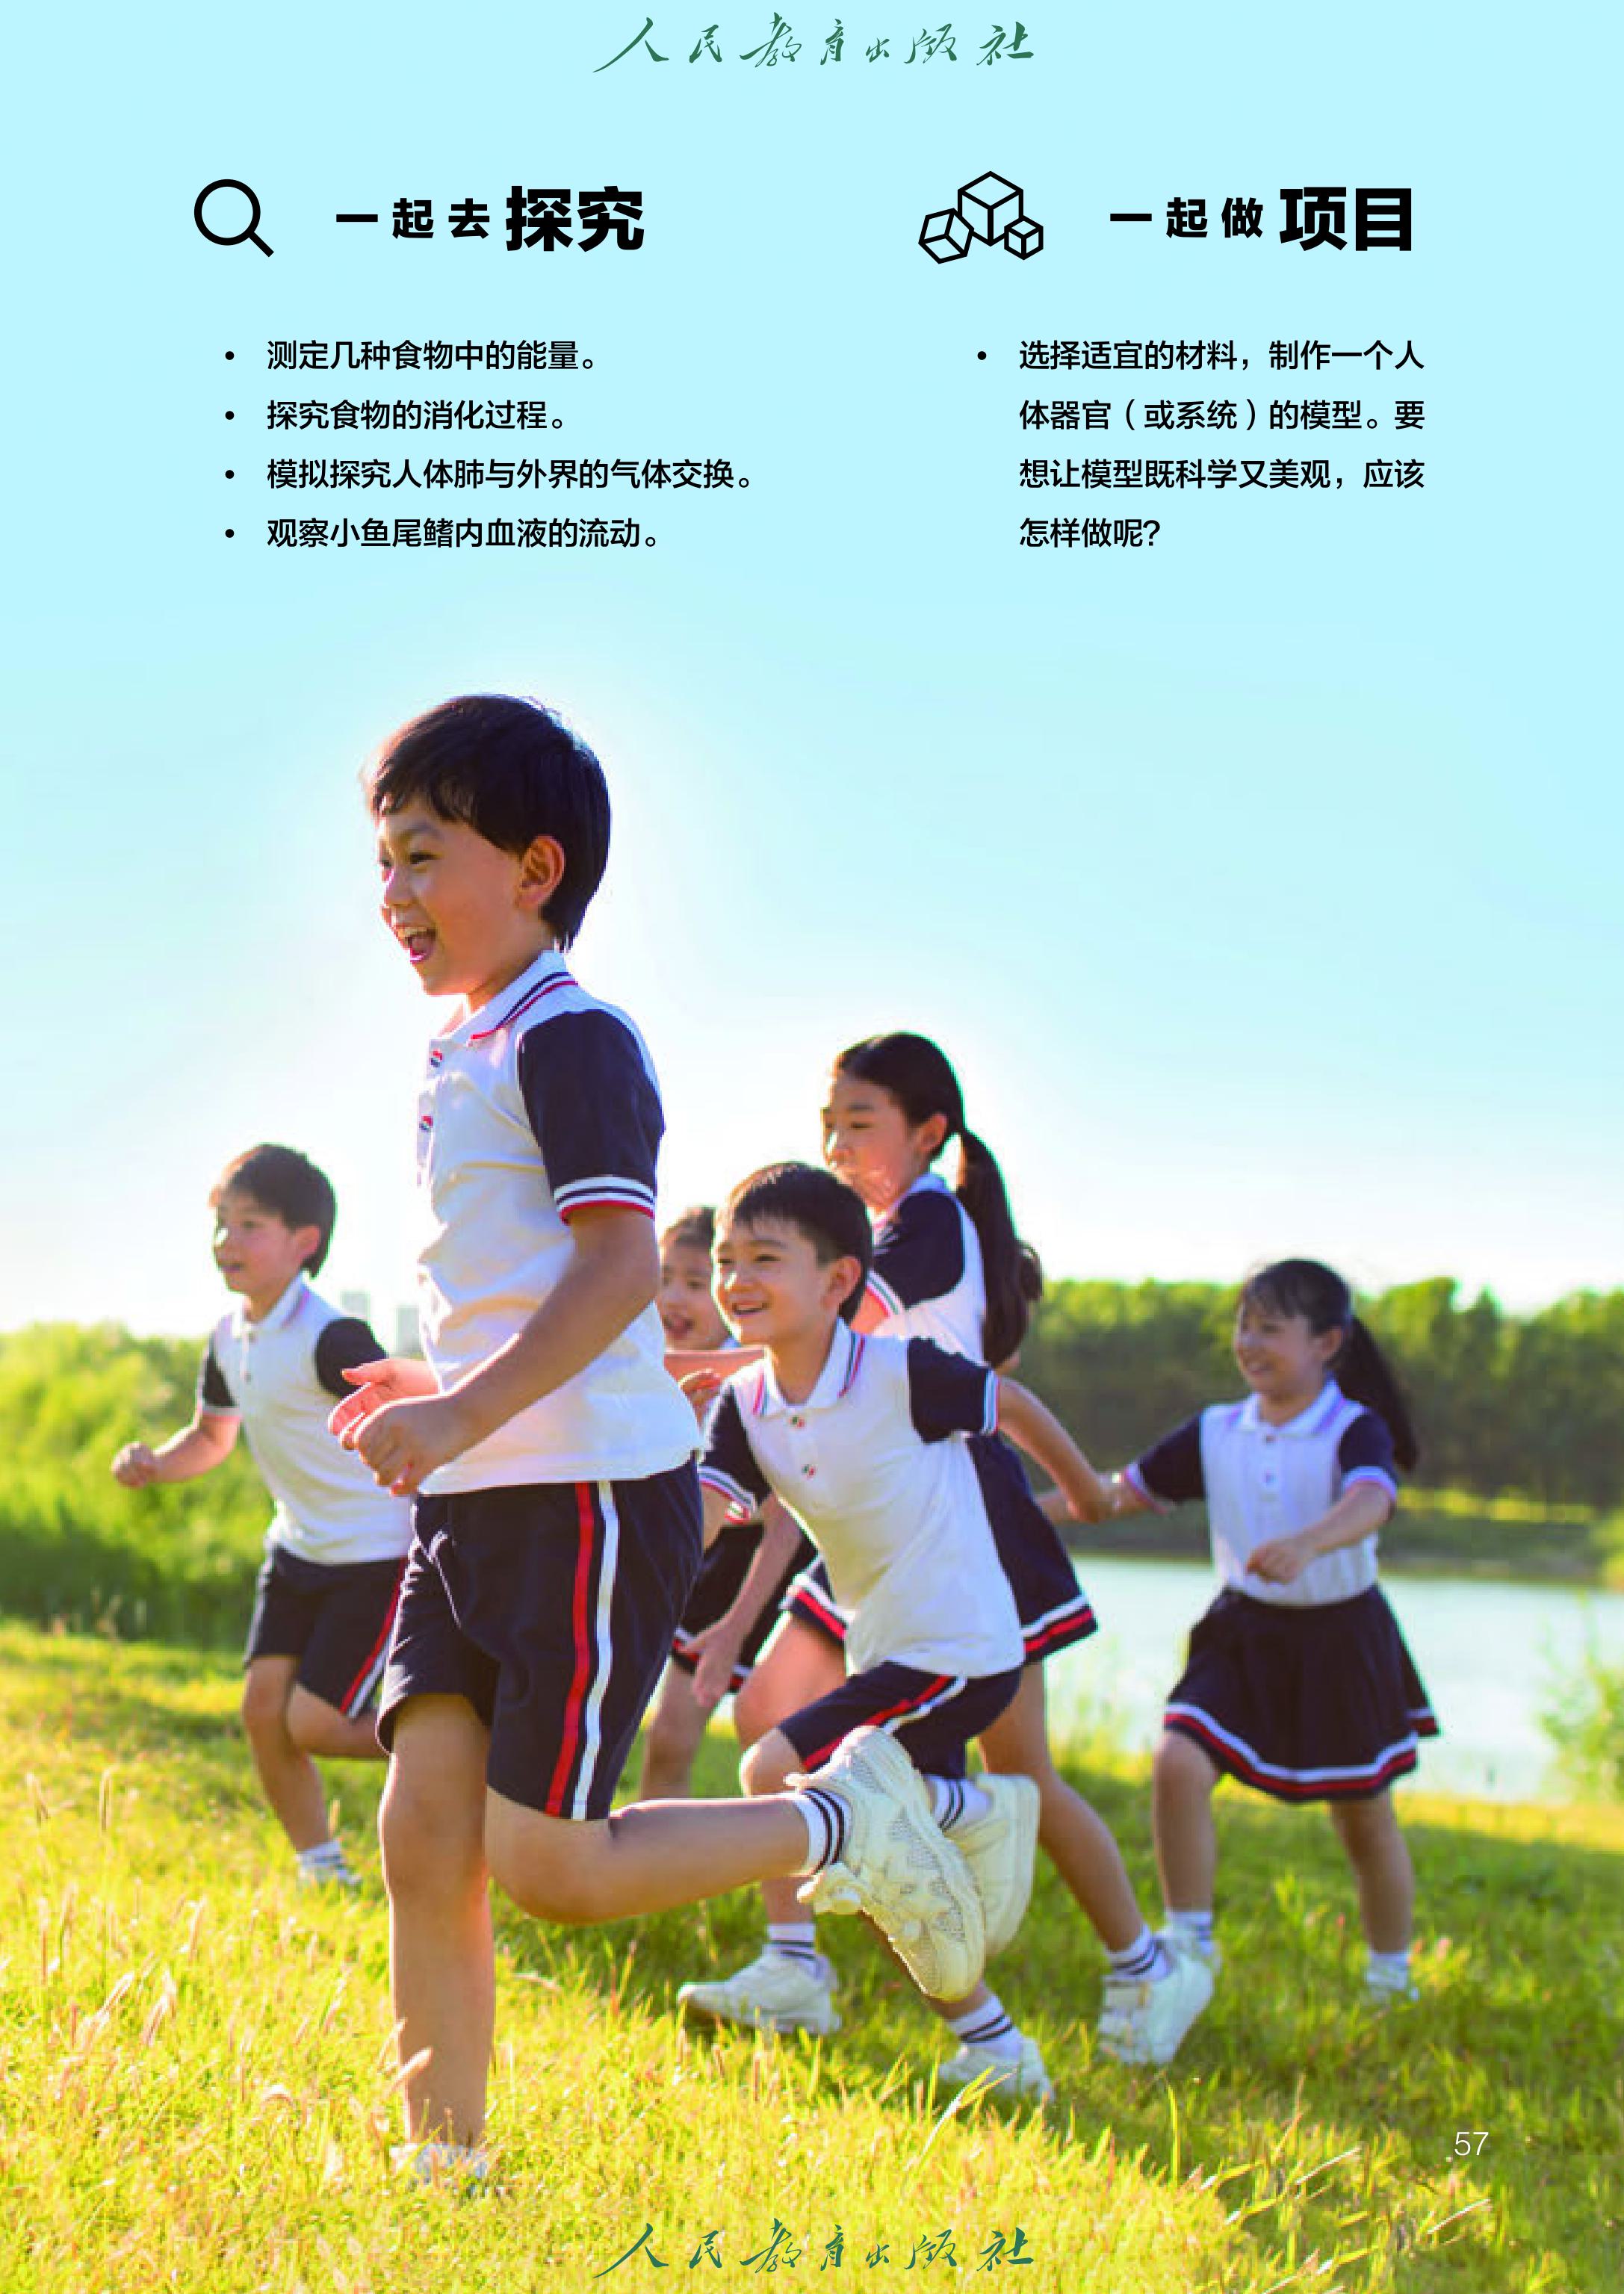 人民教育出版社
一起去探究
• 测定几种食物中的能量。
• 探究食物的消化过程。
• 模拟探究人体肺与外界的气体交换。
• 观察小鱼尾鳍内血液的流动。
一起做项目
• 选择适宜的材料，制作一个人
体器官（或系统）的模型。要
想让模型既科学又美观，应该
怎样做呢？
57
人民教育出版社